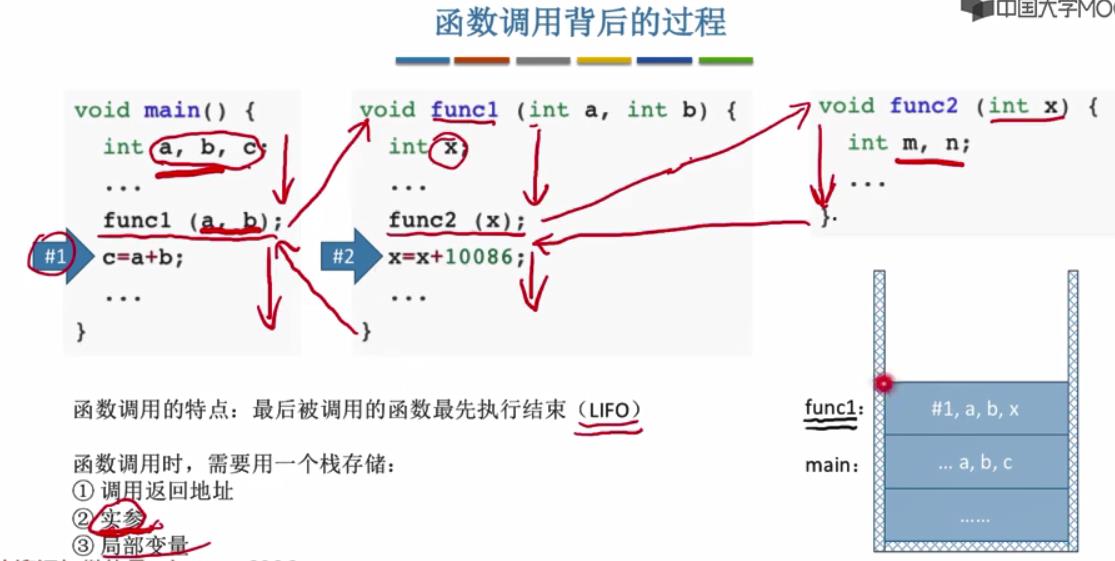 函数调用背后的过程
中国大学MO
void main() {
int a, b, c;
...
func1 (a, b);
#1
c=a+b;
...
}
void func1 (int a, int b) {
int x;
...
func2 (x);
#2
x=x+10086;
...
}
void func2 (int x) {
int m, n;
...
}
函数调用的特点：最后被调用的函数最先执行结束（LIFO）
函数调用时，需要用一个栈存储：
① 调用返回地址
② 实参
③ 局部变量
func1:
#1, a, b, x
main:
... a, b, c
……